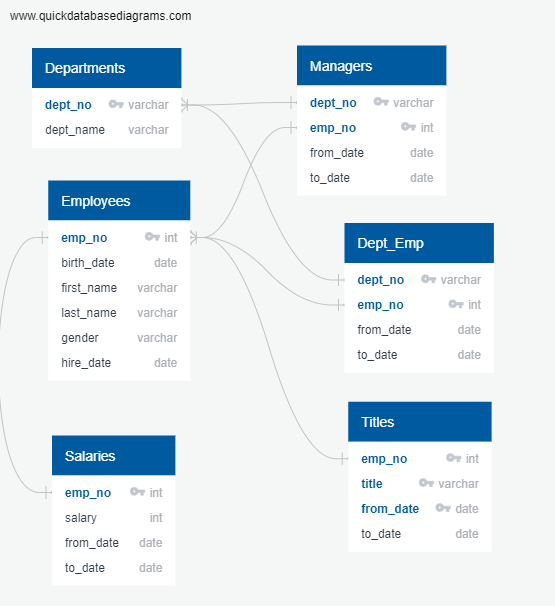 www.quickdatabasediagrams.com
Departments
dept_no varchar
dept_name varchar
Managers
dept_no varchar
emp_no int
from_date date
to_date date
Employees
emp_no int
birth_date date
first_name varchar
last_name varchar
gender varchar
hire_date date
Dept_Emp
dept_no varchar
emp_no int
from_date date
to_date date
Salaries
emp_no int
salary int
from_date date
to_date date
Titles
emp_no int
title varchar
from_date date
to_date date